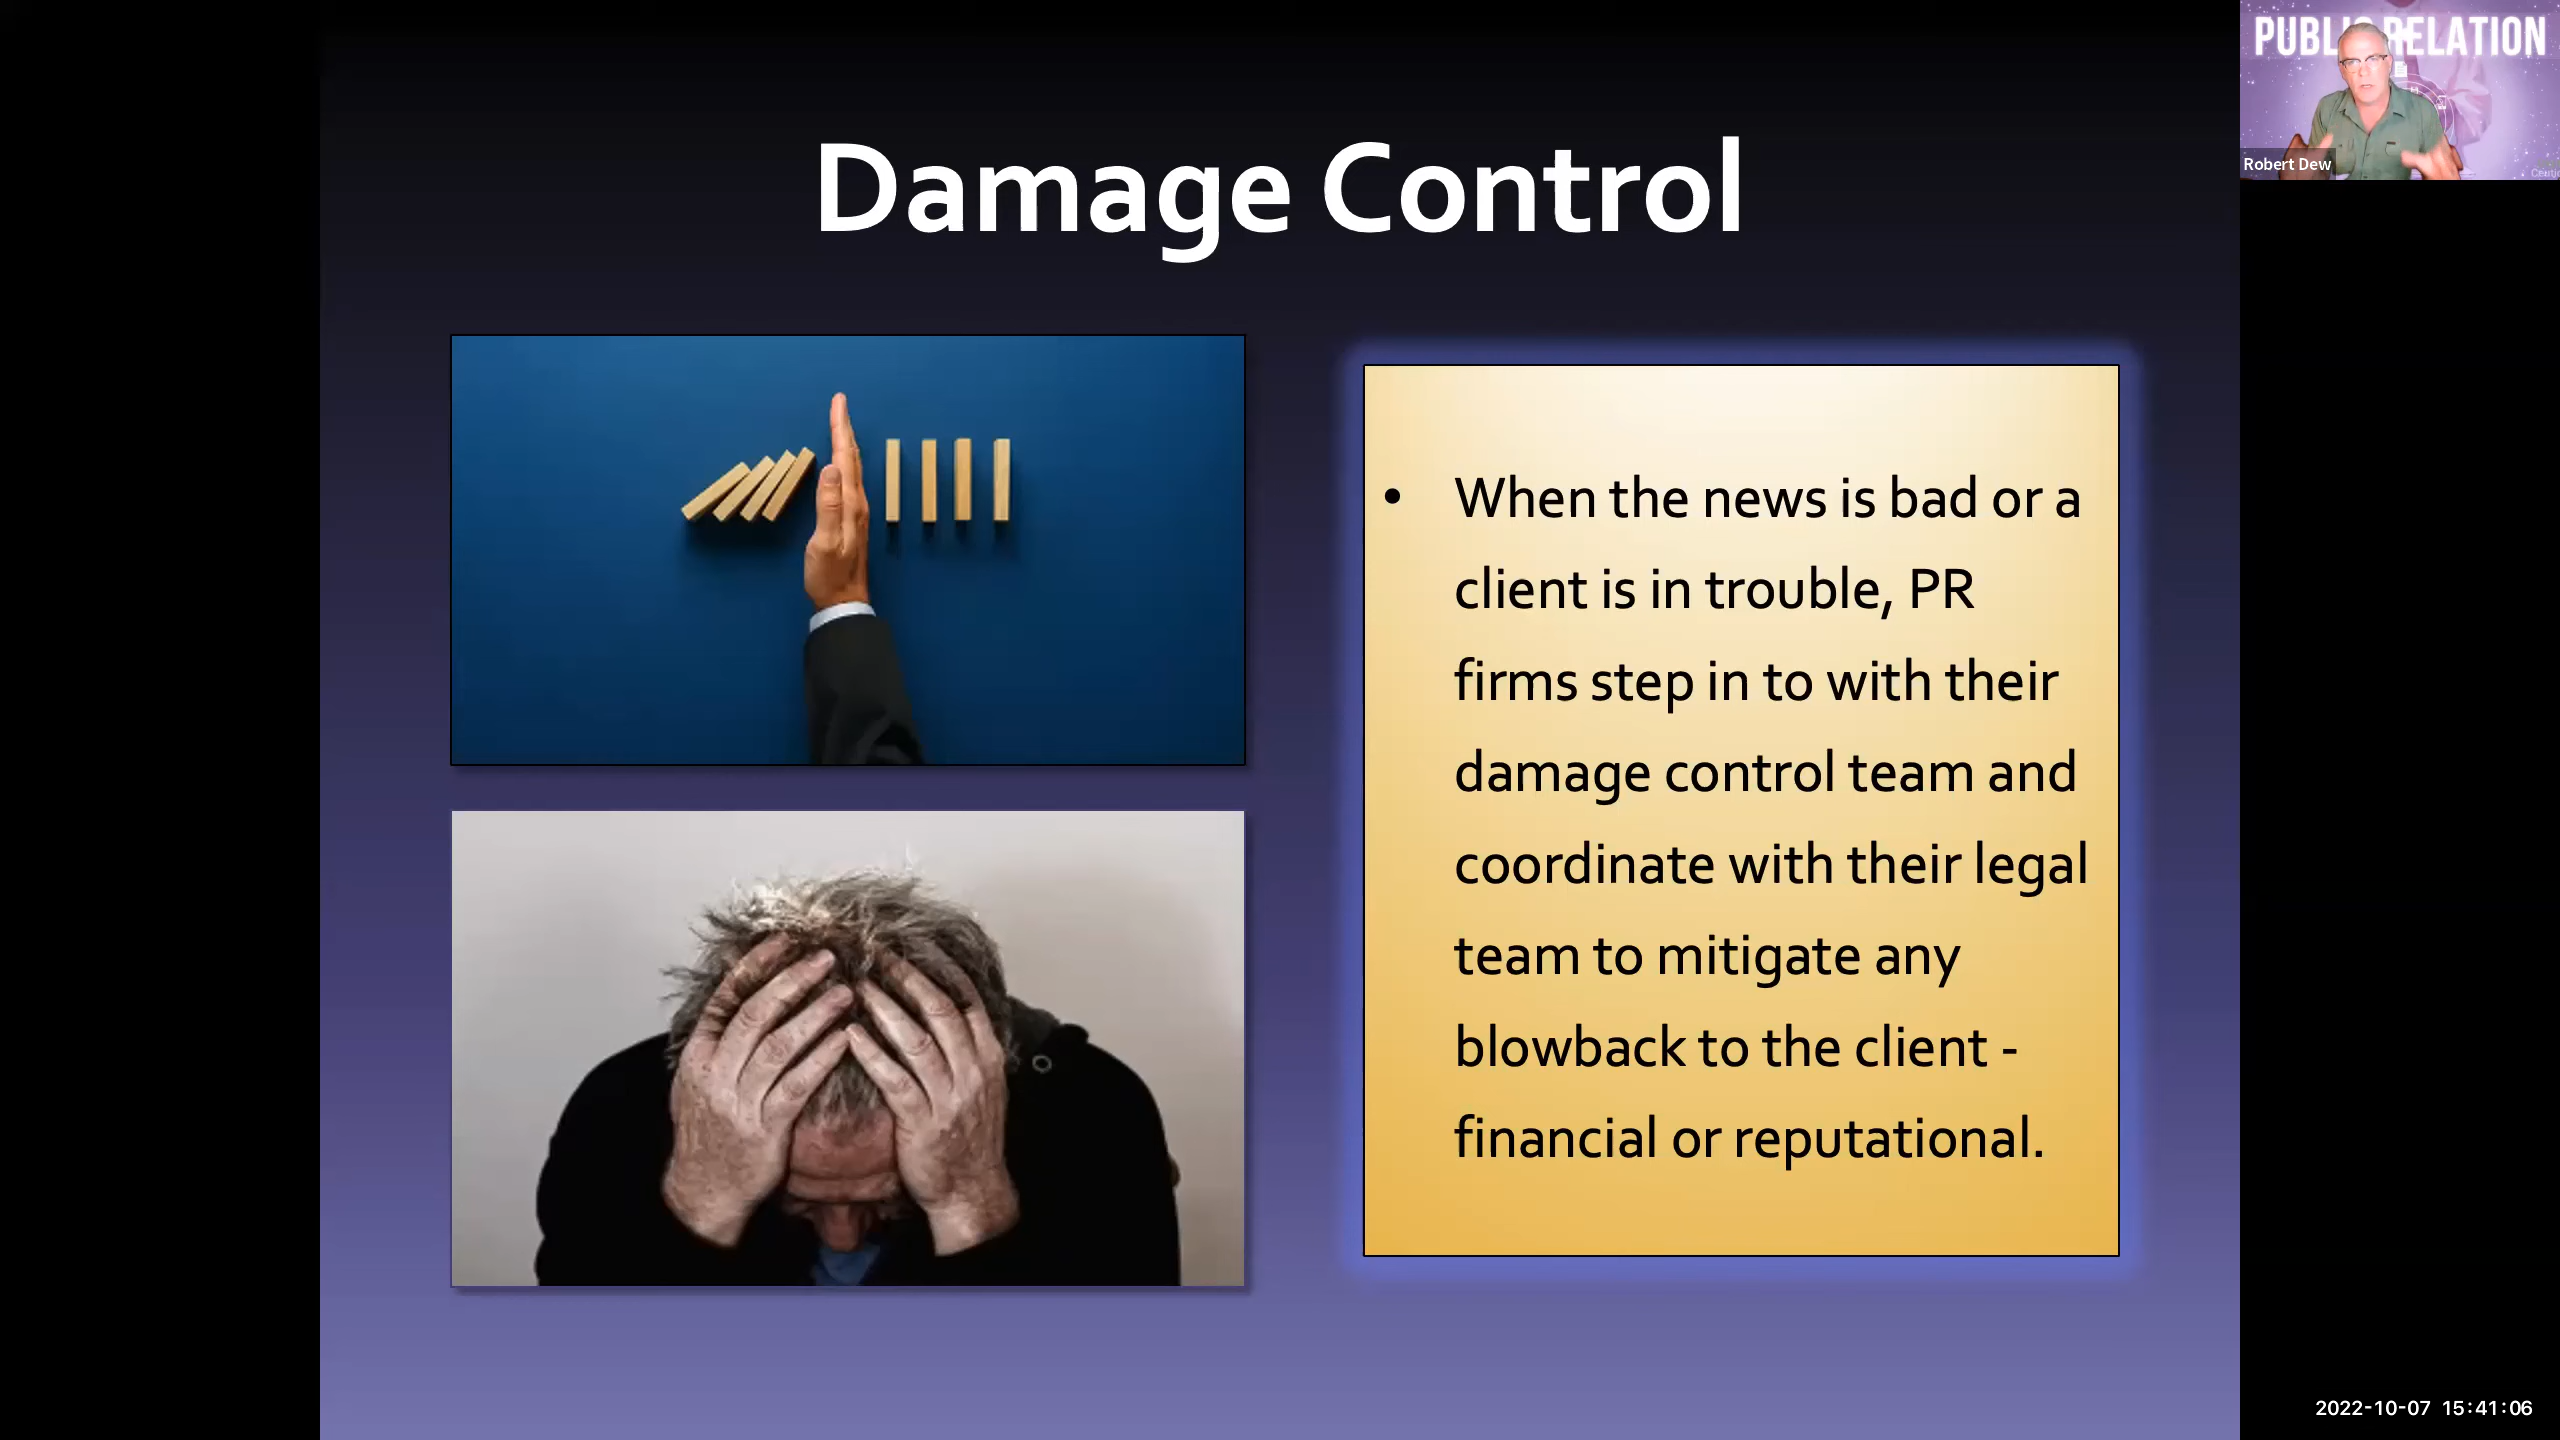 PUBLIC RELATION
Robert Dew
Damage Control
• When the news is bad or a
client is in trouble, PR
firms step in to with their
damage control team and
coordinate with their legal
team to mitigate any
blowback to the client -
financial or reputational.
2022-10-07 15:41:06